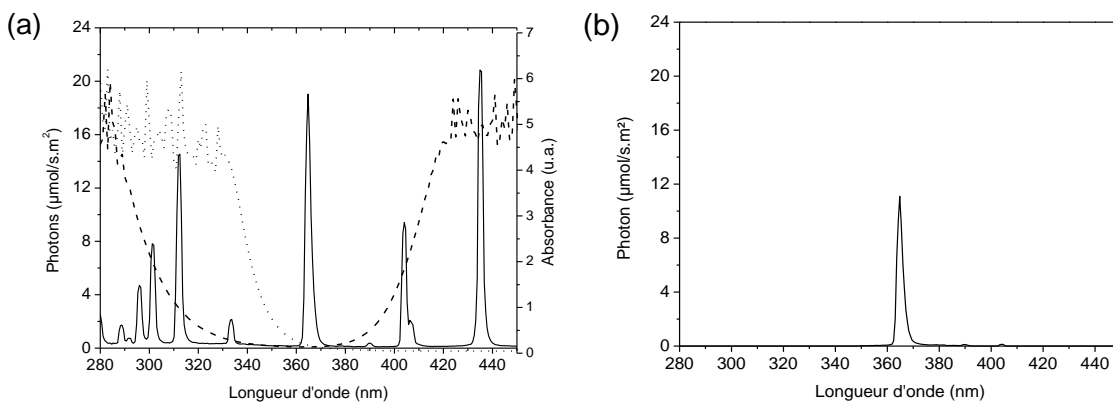 (a)
24
20
16
12
8
4
0
Photons (µmol/s.m²)
7
6
5
4
3
2
1
0
Absorbance (u.a.)
280 300 320 340 360 380 400 420 440
Longueur d'onde (nm)
(b)
24
20
16
12
8
4
0
Photon (µmol/s.m²)
280 300 320 340 360 380 400 420 440
Longueur d'onde (nm)